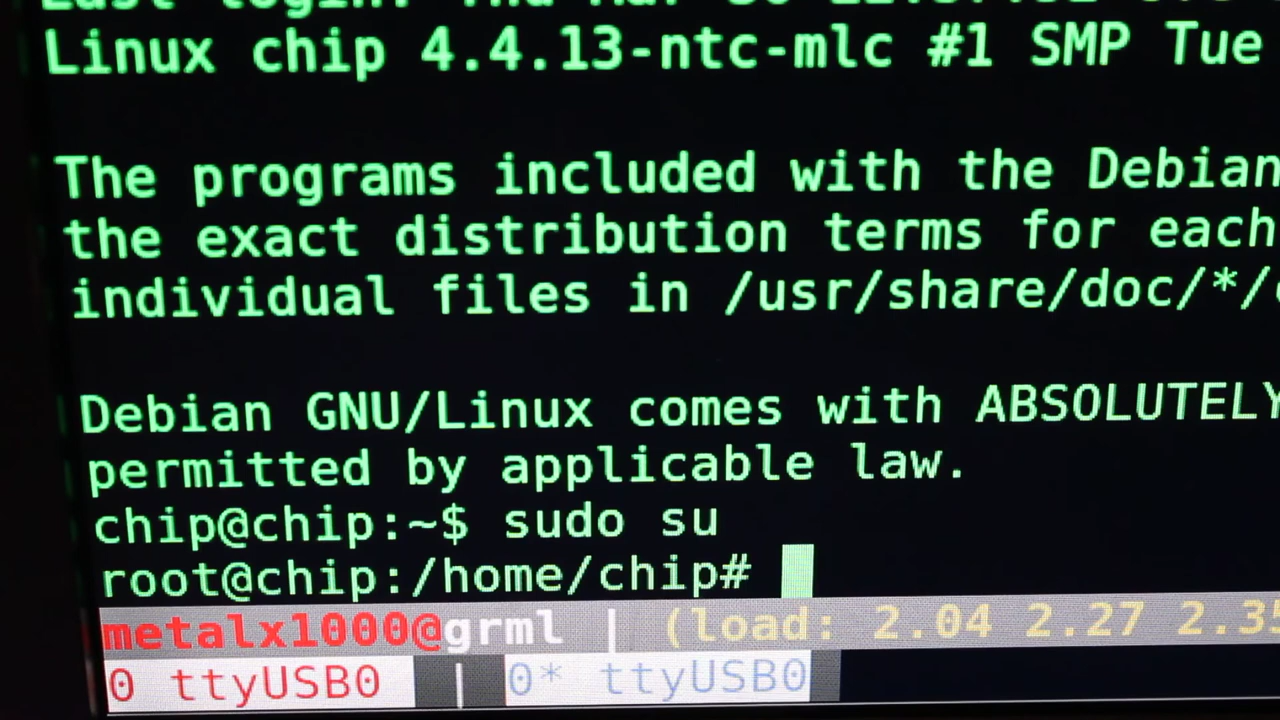 Linux chip 4.4.13-ntc-mlc #1 SMP Tue
The programs included with the Debian
the exact distribution terms for each
individual files in /usr/share/doc/*/
Debian GNU/Linux comes with ABSOLUTELY
permitted by applicable law.
chip@chip:~$ sudo su
root@chip:/home/chip#
metalx1000@grml | (load: 2.04 2.27 2.35
0 ttyUSB0 | 0* ttyUSB0